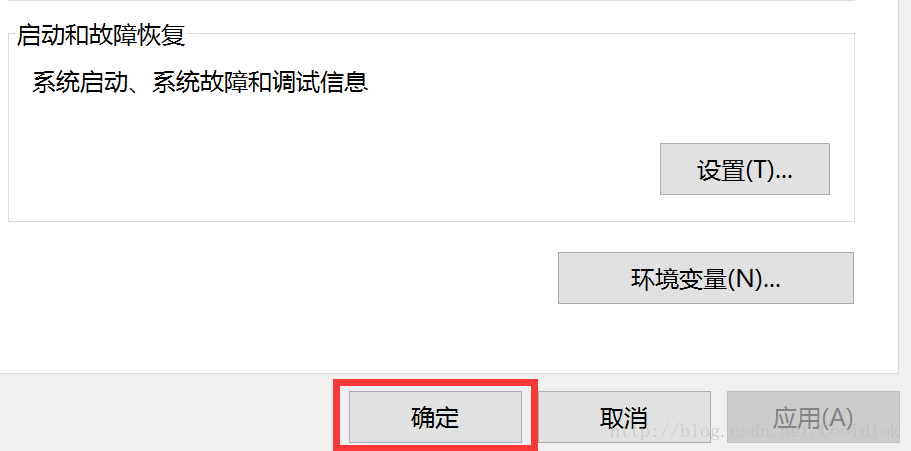 启动和故障恢复
系统启动、系统故障和调试信息
设置(T)...
环境变量(N)...
确定
取消
应用(A)
http://blog.csdn.net/cooldiok